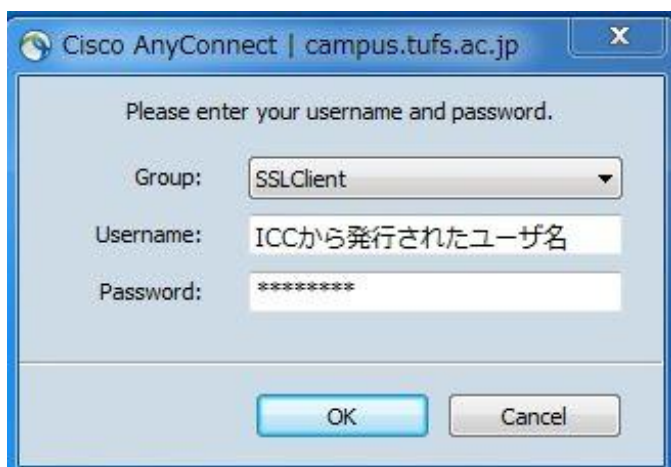 Cisco AnyConnect | campus.tufs.ac.jp
Please enter your username and password.
Group: SSLClient
Username: ICCから発行されたユーザ名
Password: ********
OK Cancel